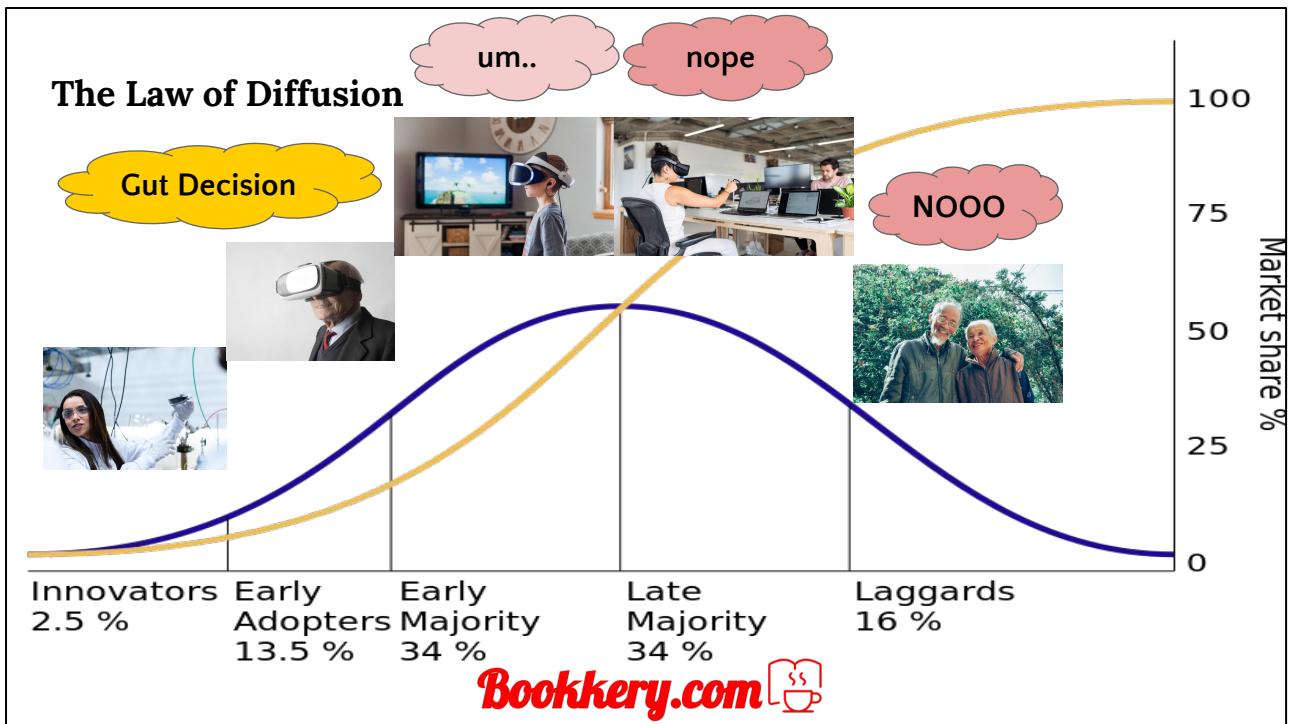 um..
nope
The Law of Diffusion
Gut Decision
NOOO
100
75
50
25
0
Market share %
Innovators
2.5 %
Early
Adopters
13.5 %
Early
Majority
34 %
Late
Majority
34 %
Laggards
16 %
Bookkery.com